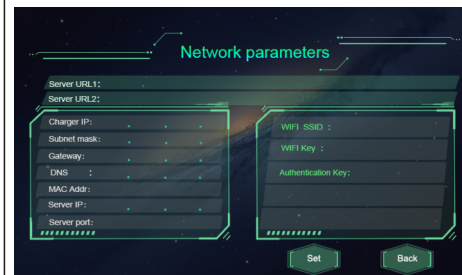 Network parameters
Server URL1:
Server URL2:
Charger IP:
Subnet mask:
Gateway:
DNS :
MAC Addr:
Server IP:
Server port:
WIFI SSID :
WIFI Key :
Authentication Key:
Set
Back